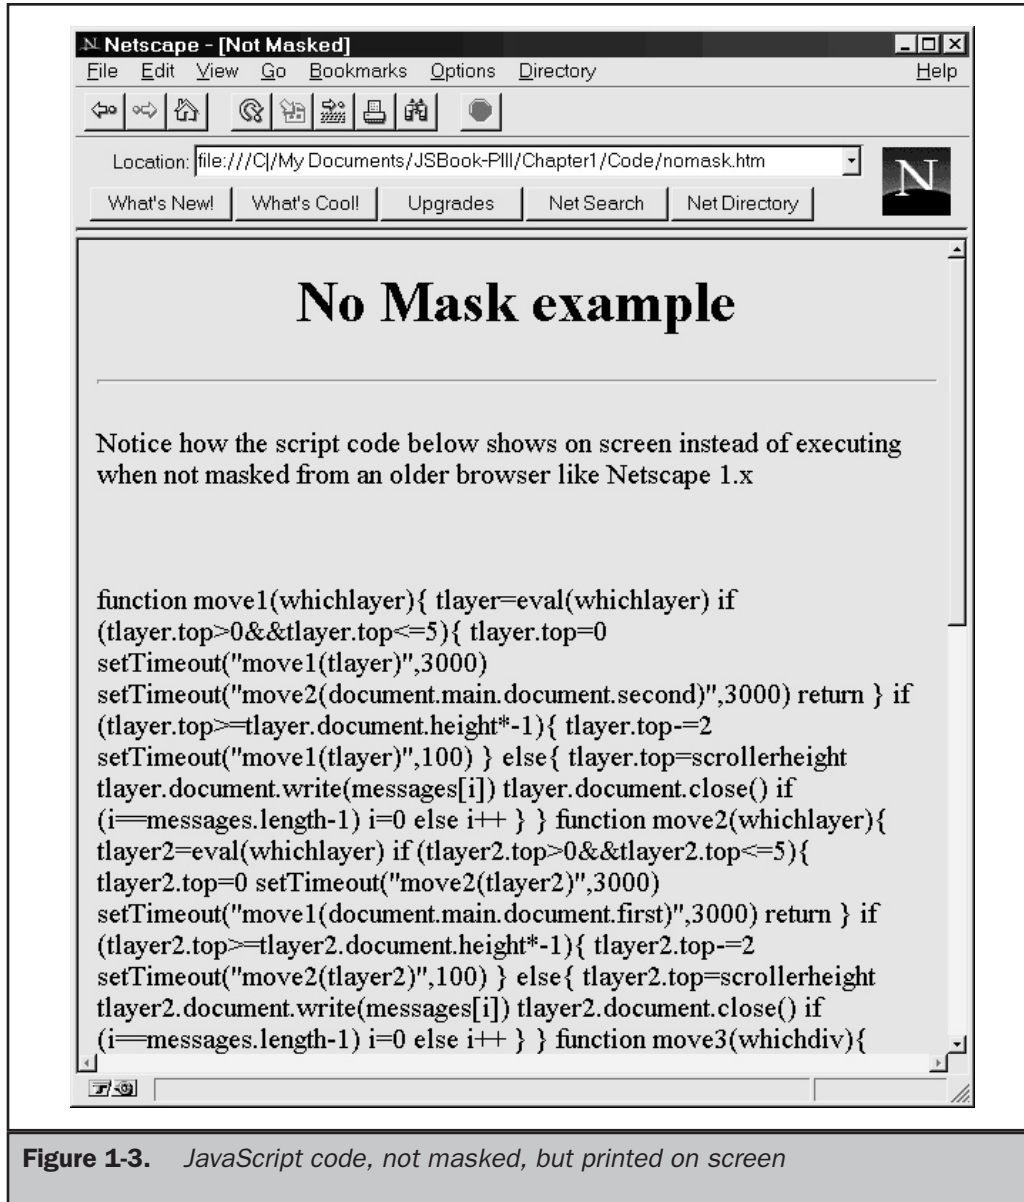 Netscape - [Not Masked]
File Edit View Go Bookmarks Options Directory Help
Location: file:///C|/My Documents/JSBook-PIII/Chapter1/Code/nomask.htm
N
What's New! What's Cool! Upgrades Net Search Net Directory
No Mask example
Notice how the script code below shows on screen instead of executing
when not masked from an older browser like Netscape 1.x
function move1(whichlayer){ tlayer=eval(whichlayer) if
(tlayer.top>0&&tlayer.top<=5){ tlayer.top=0
setTimeout("move1(tlayer)",3000)
setTimeout("move2(document.main.document.second)",3000) return } if
(tlayer.top>=tlayer.document.height*-1){ tlayer.top-=2
setTimeout("move1(tlayer)",100) } else{ tlayer.top=scrollerheight
tlayer.document.write(messages[i]) tlayer.document.close() if
(i==messages.length-1) i=0 else i++ } } function move2(whichlayer){
tlayer2=eval(whichlayer) if (tlayer2.top>0&&tlayer2.top<=5){
tlayer2.top=0 setTimeout("move2(tlayer2)",3000)
setTimeout("move1(document.main.document.first)",3000) return } if
(tlayer2.top>=tlayer2.document.height*-1){ tlayer2.top-=2
setTimeout("move2(tlayer2)",100) } else{ tlayer2.top=scrollerheight
tlayer2.document.write(messages[i]) tlayer2.document.close() if
(i==messages.length-1) i=0 else i++ } } function move3(whichdiv){
Figure 1-3. JavaScript code, not masked, but printed on screen